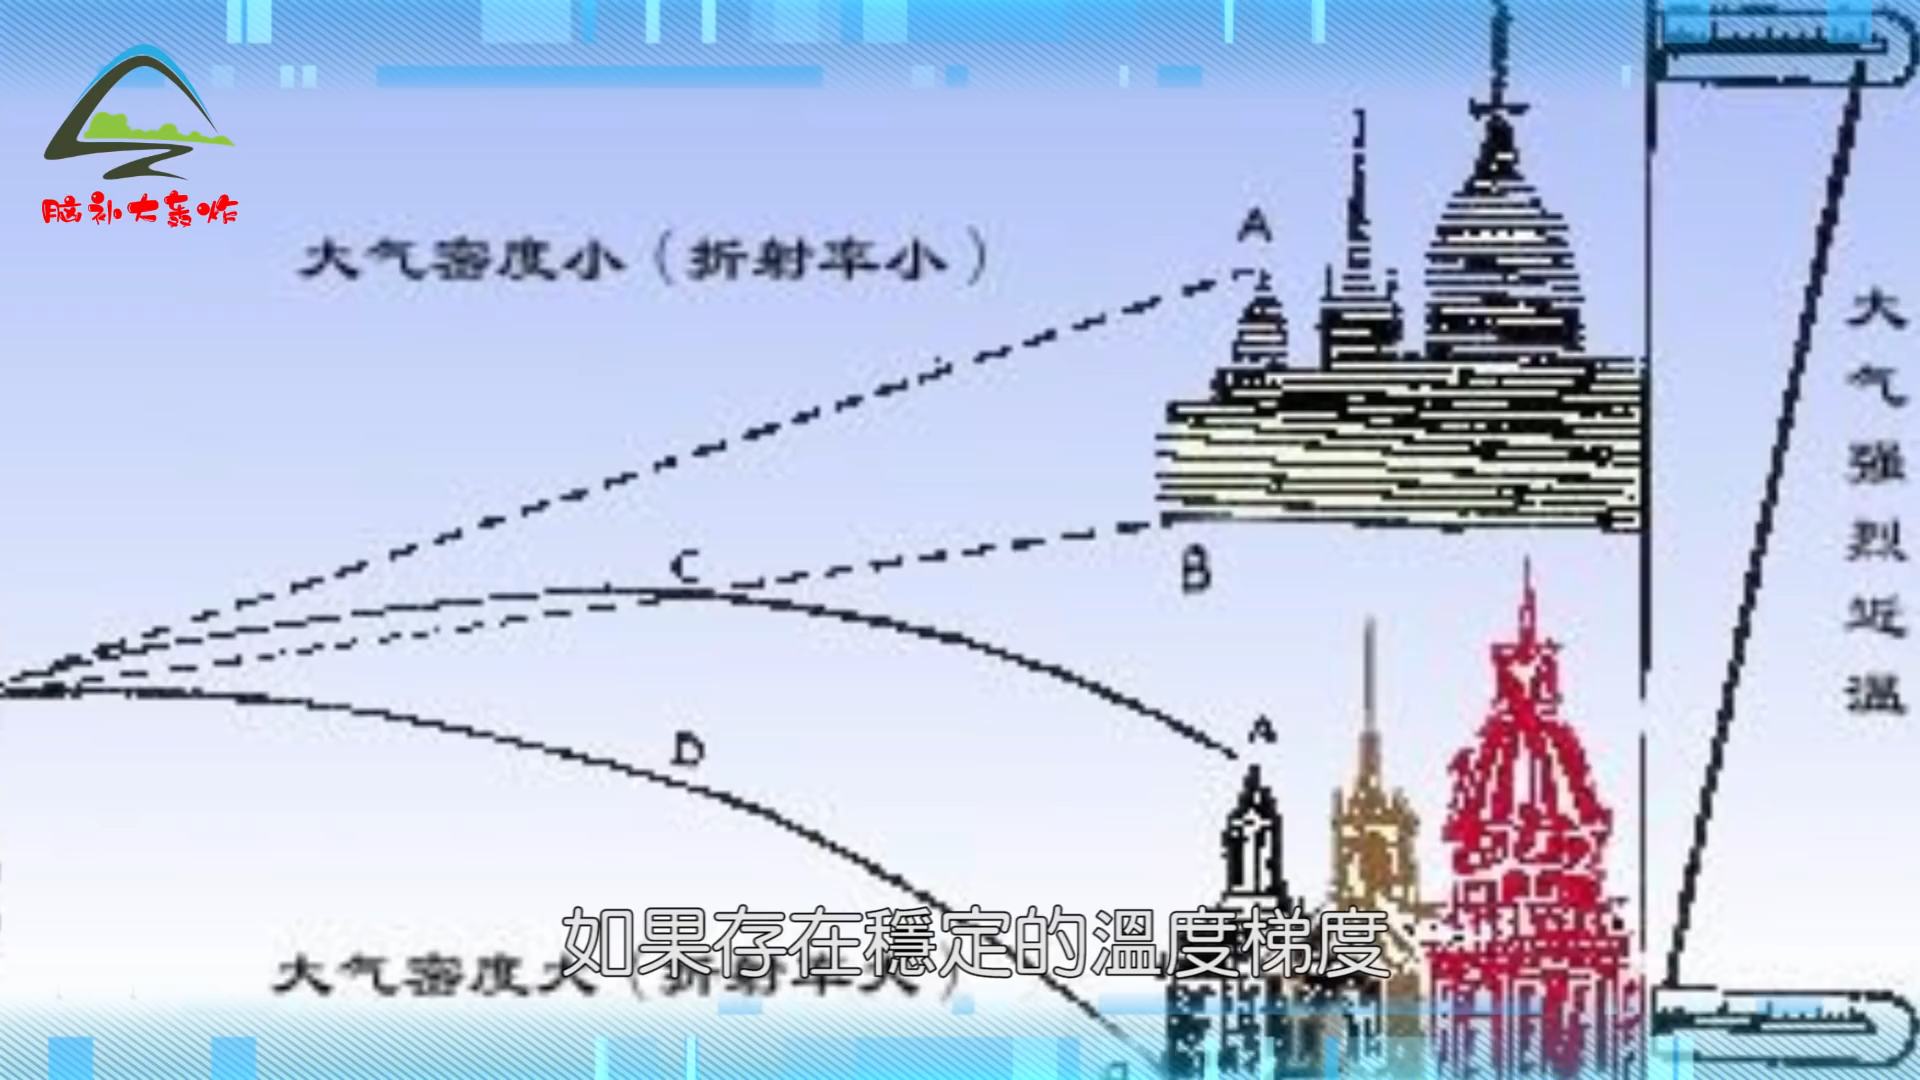 脑补大轰炸
大气密度小（折射率小）
A
C
B
D
A
大气强烈近温
如果存在穩定的溫度梯度
大气密度大（折射率大）